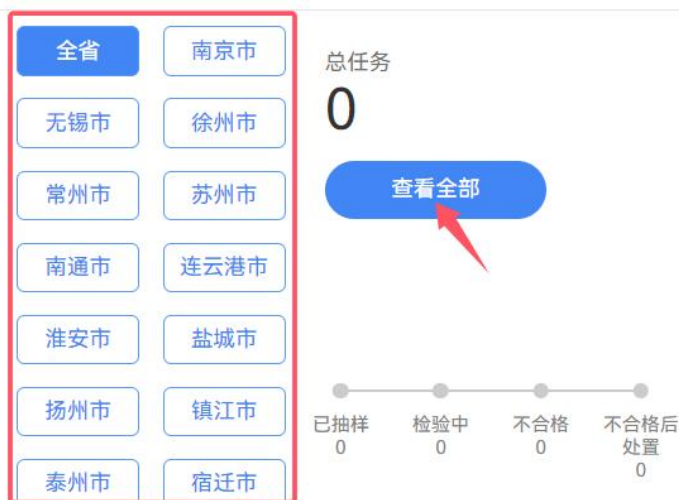 全省
南京市
无锡市
徐州市
常州市
苏州市
南通市
连云港市
淮安市
盐城市
扬州市
镇江市
泰州市
宿迁市
总任务
0
查看全部
已抽样
0
检验中
0
不合格
0
不合格后
处置
0